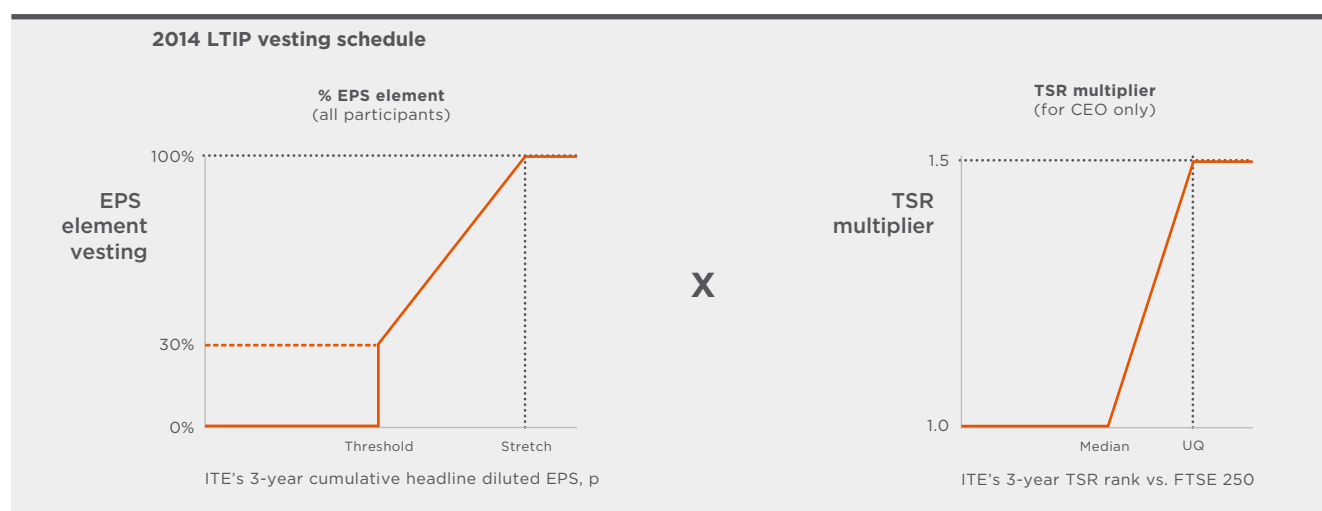 2014 LTIP vesting schedule
% EPS element
(all participants)
100%
EPS
element
vesting
30%
0%
Threshold
Stretch
ITE's 3-year cumulative headline diluted EPS, p
X
TSR multiplier
(for CEO only)
1.5
TSR
multiplier
1.0
Median
UQ
ITE's 3-year TSR rank vs. FTSE 250